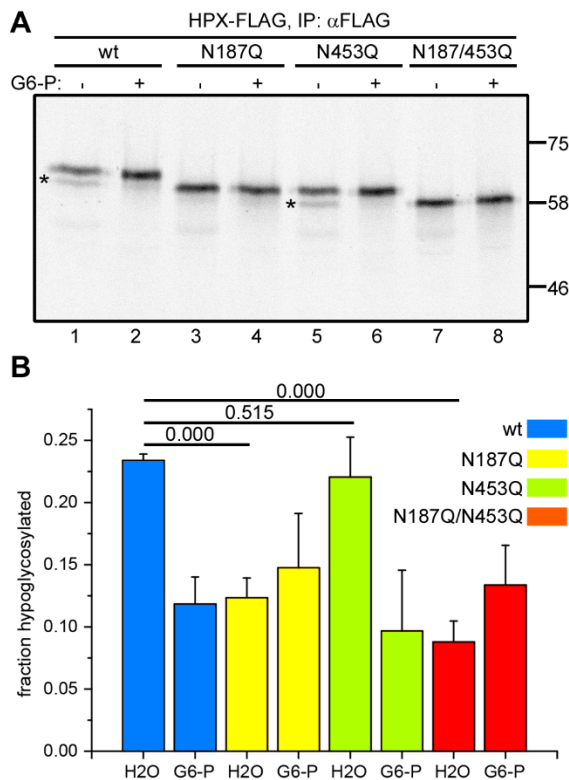 A
HPX-FLAG, IP: αFLAG
wt N187Q N453Q N187/453Q
G6-P: - + - + - + - +
75
*
* 58
46
1 2 3 4 5 6 7 8
B
0.000
0.515
0.000
wt
N187Q
N453Q
N187Q/N453Q
fraction hypoglycosylated
0.25
0.20
0.15
0.10
0.05
0.00
H2O G6-P H2O G6-P H2O G6-P H2O G6-P